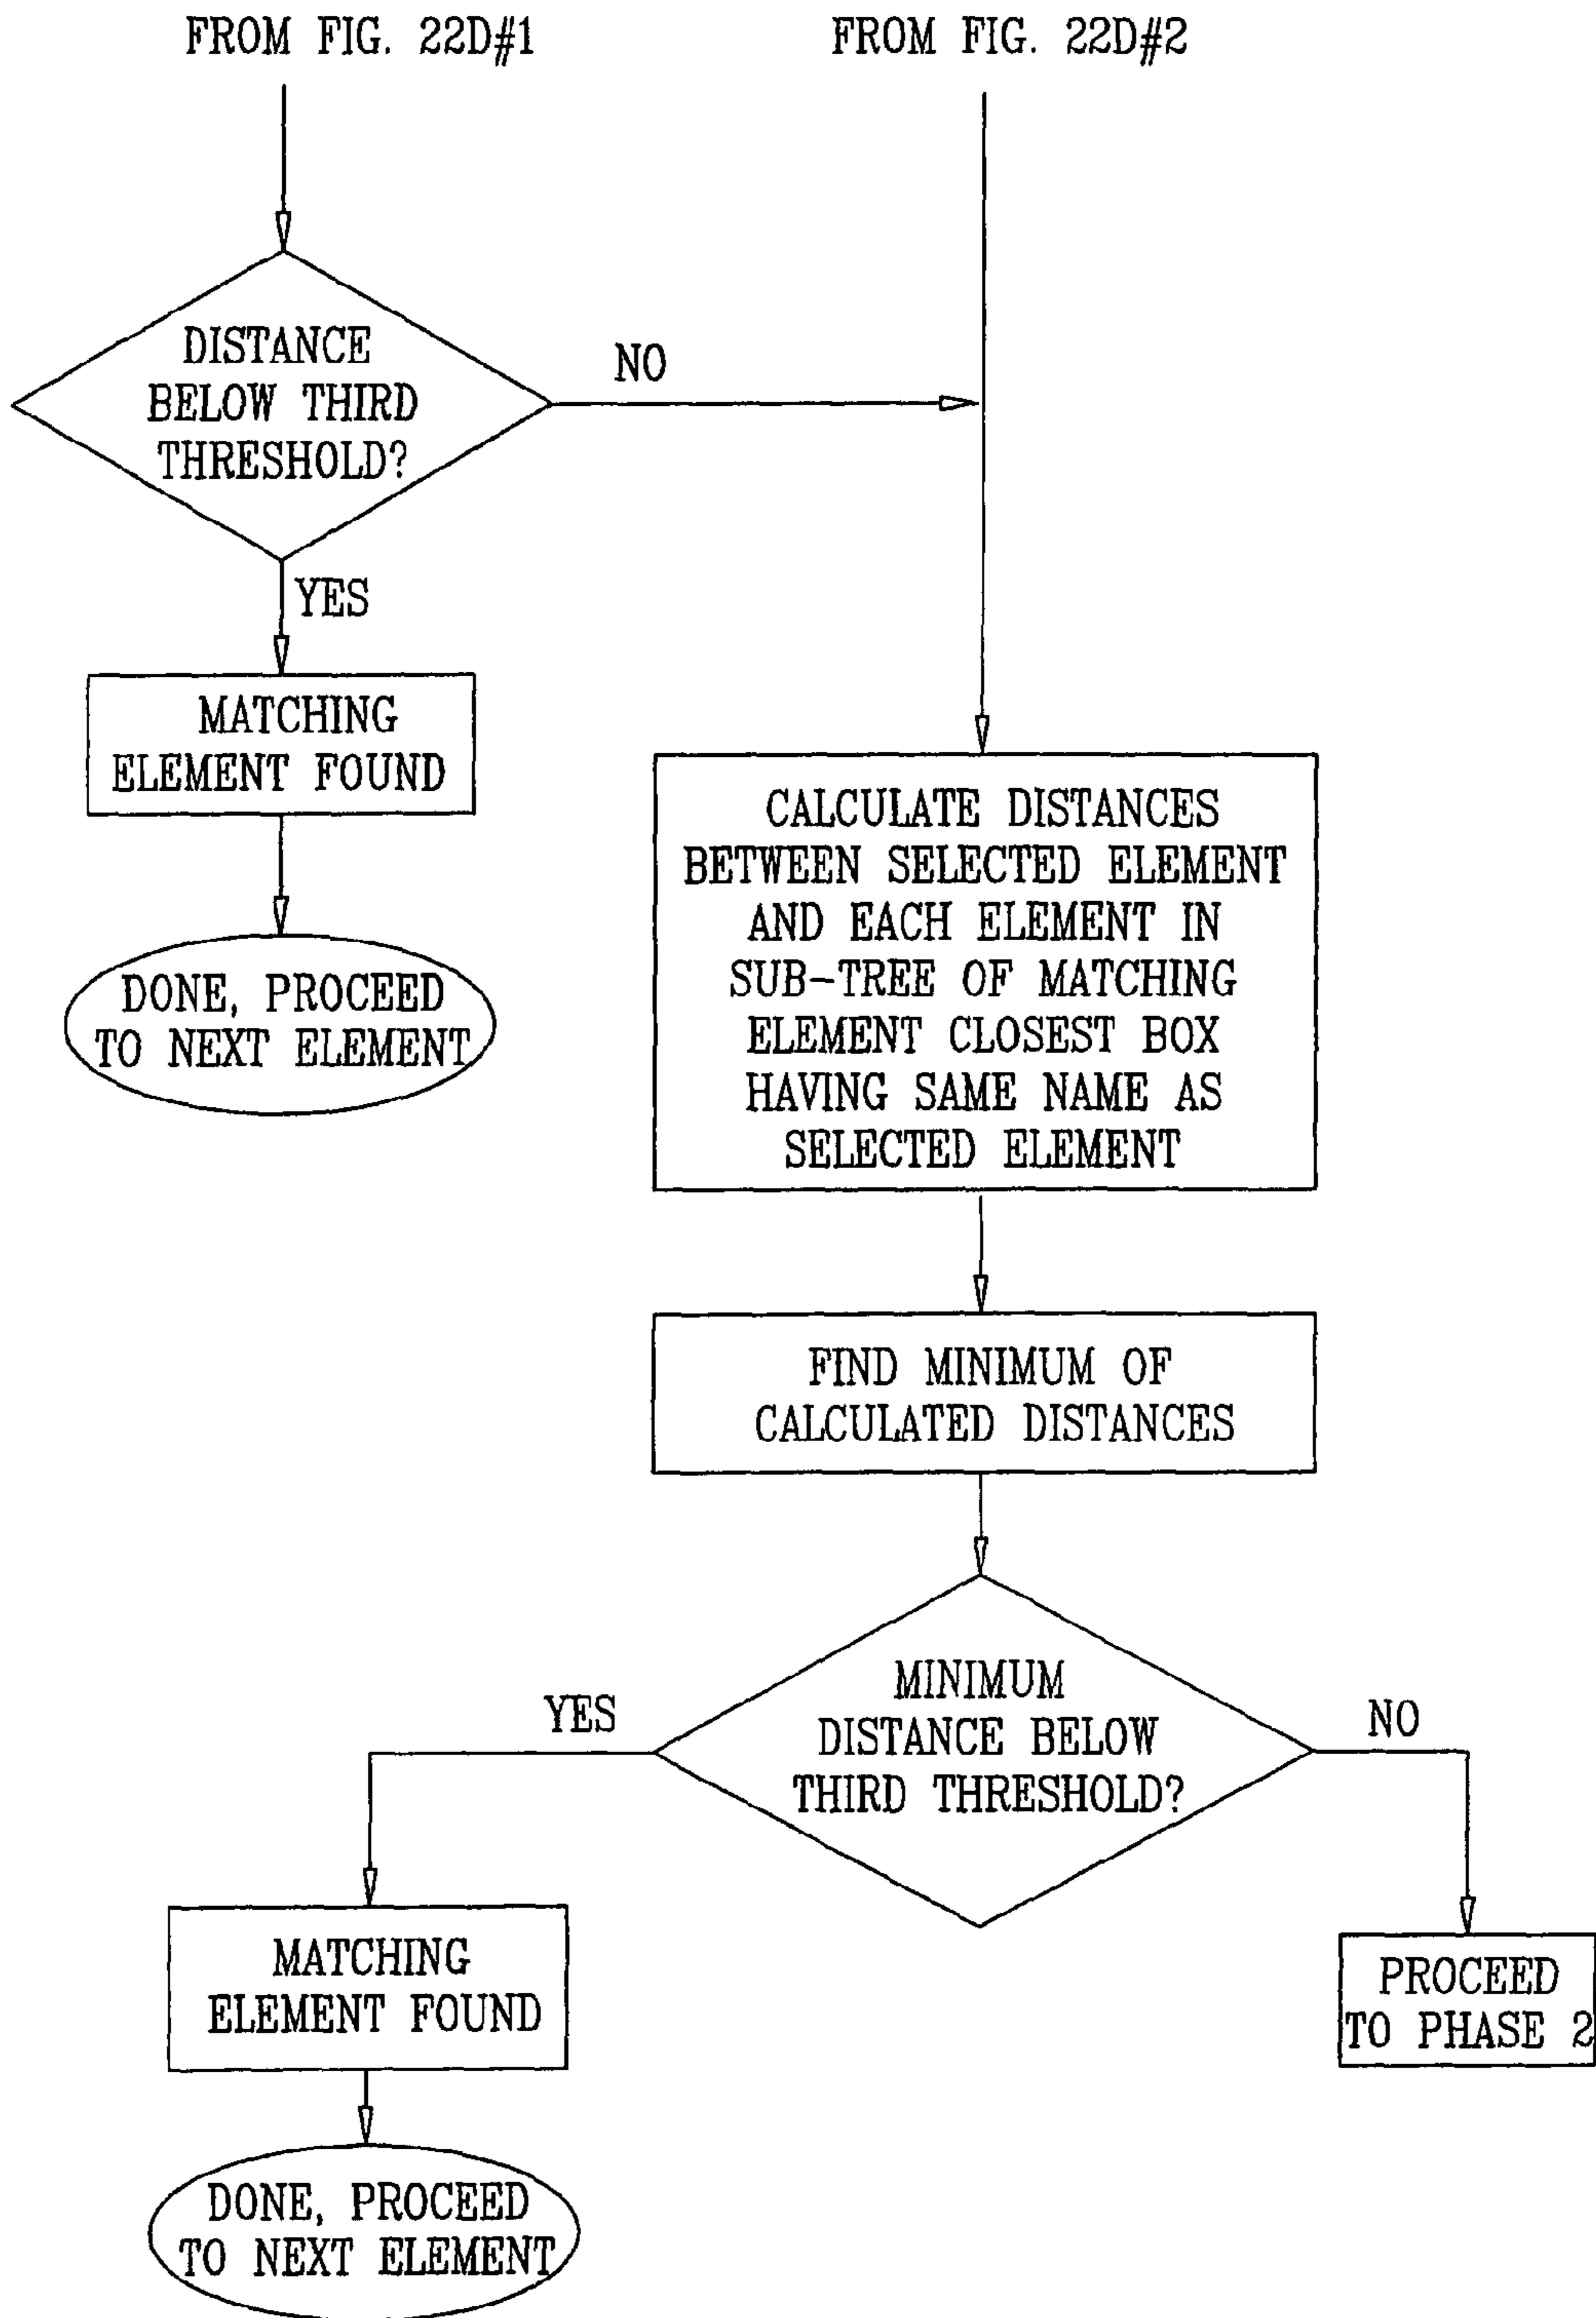 FROM FIG. 22D#1
FROM FIG. 22D#2
DISTANCE
BELOW THIRD
THRESHOLD?
NO
YES
MATCHING
ELEMENT FOUND
DONE, PROCEED
TO NEXT ELEMENT
CALCULATE DISTANCES
BETWEEN SELECTED ELEMENT
AND EACH ELEMENT IN
SUB-TREE OF MATCHING
ELEMENT CLOSEST BOX
HAVING SAME NAME AS
SELECTED ELEMENT
FIND MINIMUM OF
CALCULATED DISTANCES
MINIMUM
DISTANCE BELOW
THIRD THRESHOLD?
YES
NO
MATCHING
ELEMENT FOUND
PROCEED
TO PHASE 2
DONE, PROCEED
TO NEXT ELEMENT